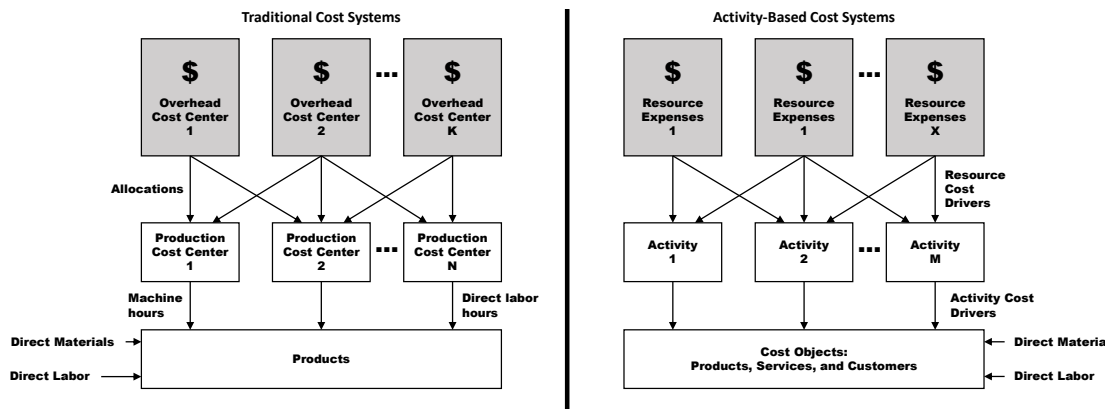 Traditional Cost Systems
$
Overhead
Cost Center
1
$
Overhead
Cost Center
2
...
$
Overhead
Cost Center
K
Allocations
Production
Cost Center
1
Production
Cost Center
2
...
Production
Cost Center
N
Machine
hours
Direct labor
hours
Direct Materials
Direct Labor
Products
Activity-Based Cost Systems
$
Resource
Expenses
1
$
Resource
Expenses
1
...
$
Resource
Expenses
X
Resource
Cost
Drivers
Activity
1
Activity
2
...
Activity
M
Activity Cost
Drivers
Cost Objects:
Products, Services, and Customers
Direct Materia
Direct Labor